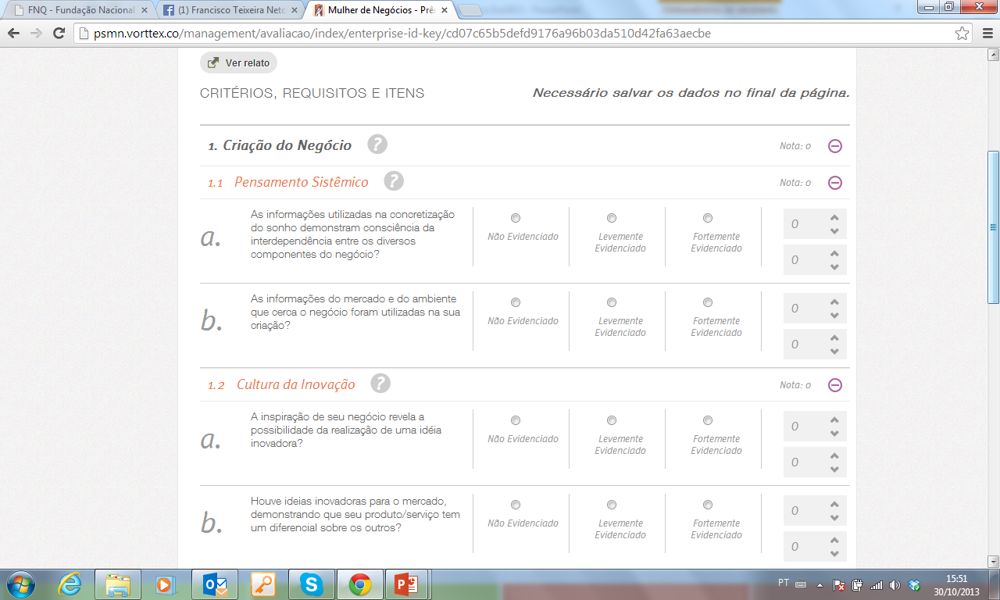 FNQ - Fundação Nacional
(1) Francisco Teixeira Neto
Mulher de Negócios - Prê
psmn.vorttex.co/management/avaliacao/index/enterprise-id-key/cd07c65b5defd9176a96b03da510d42fa63aecbe
Ver relato
CRITÉRIOS, REQUISITOS E ITENS
Necessário salvar os dados no final da página.
1. Criação do Negócio ?
Nota: 0
1.1 Pensamento Sistêmico ?
Nota: 0
a.
As informações utilizadas na concretização
do sonho demonstram consciência da
interdependência entre os diversos
componentes do negócio?
Não Evidenciado
Levemente
Evidenciado
Fortemente
Evidenciado
0
0
b.
As informações do mercado e do ambiente
que cerca o negócio foram utilizadas na sua
criação?
Não Evidenciado
Levemente
Evidenciado
Fortemente
Evidenciado
0
0
1.2 Cultura da Inovação ?
Nota: 0
a.
A inspiração de seu negócio revela a
possibilidade da realização de uma idéia
inovadora?
Não Evidenciado
Levemente
Evidenciado
Fortemente
Evidenciado
0
0
b.
Houve ideias inovadoras para o mercado,
demonstrando que seu produto/serviço tem
um diferencial sobre os outros?
Não Evidenciado
Levemente
Evidenciado
Fortemente
Evidenciado
0
0
PT
15:51
30/10/2013